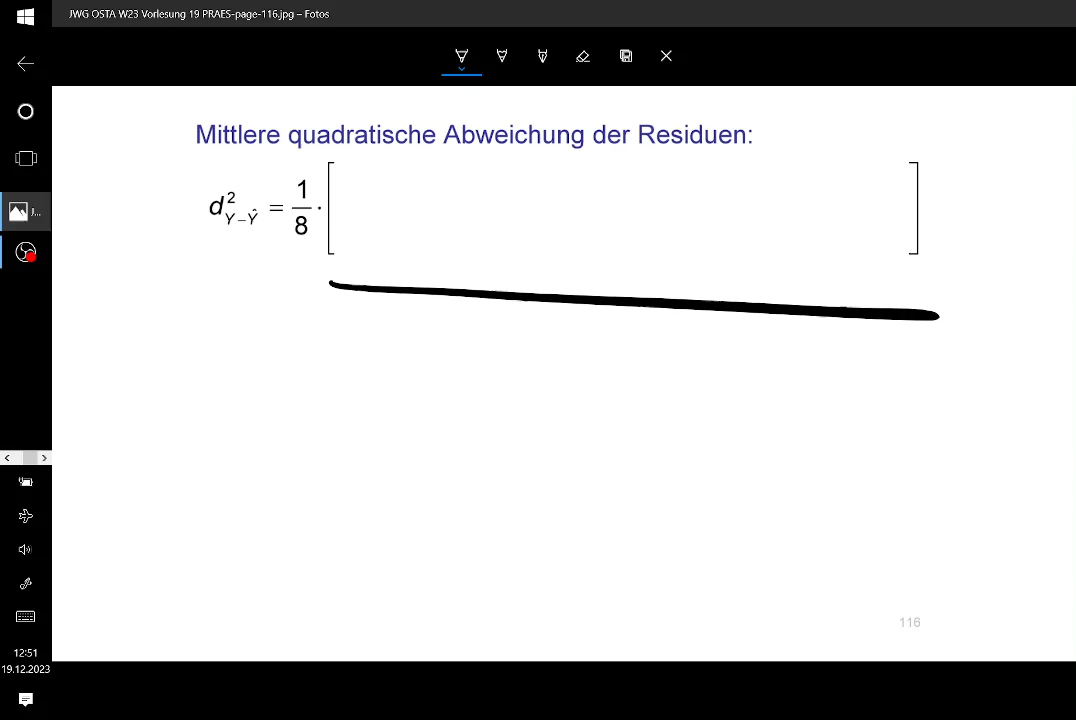 JWG OSTA W23 Vorlesung 19 PRAES-page-116.jpg – Fotos
Mittlere quadratische Abweichung der Residuen:
d²_{Y−Ŷ} = 1/8 · [ ]
J...
116
12:51
19.12.2023